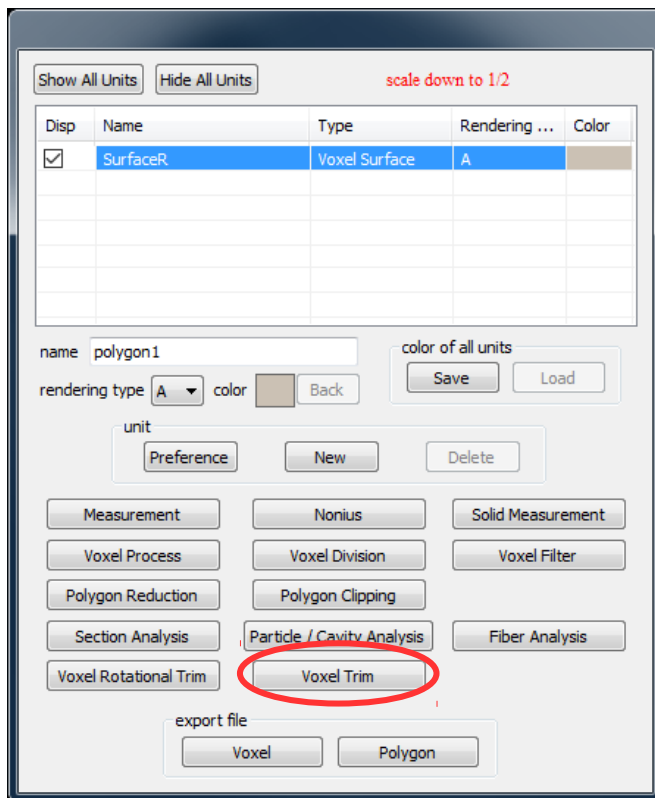 Show All Units Hide All Units scale down to 1/2
Disp Name Type Rendering ... Color
SurfaceR Voxel Surface A
name polygon1 color of all units
Save Load
rendering type A color Back
unit
Preference New Delete
Measurement Nonius Solid Measurement
Voxel Process Voxel Division Voxel Filter
Polygon Reduction Polygon Clipping
Section Analysis Particle / Cavity Analysis Fiber Analysis
Voxel Rotational Trim Voxel Trim
export file
Voxel Polygon